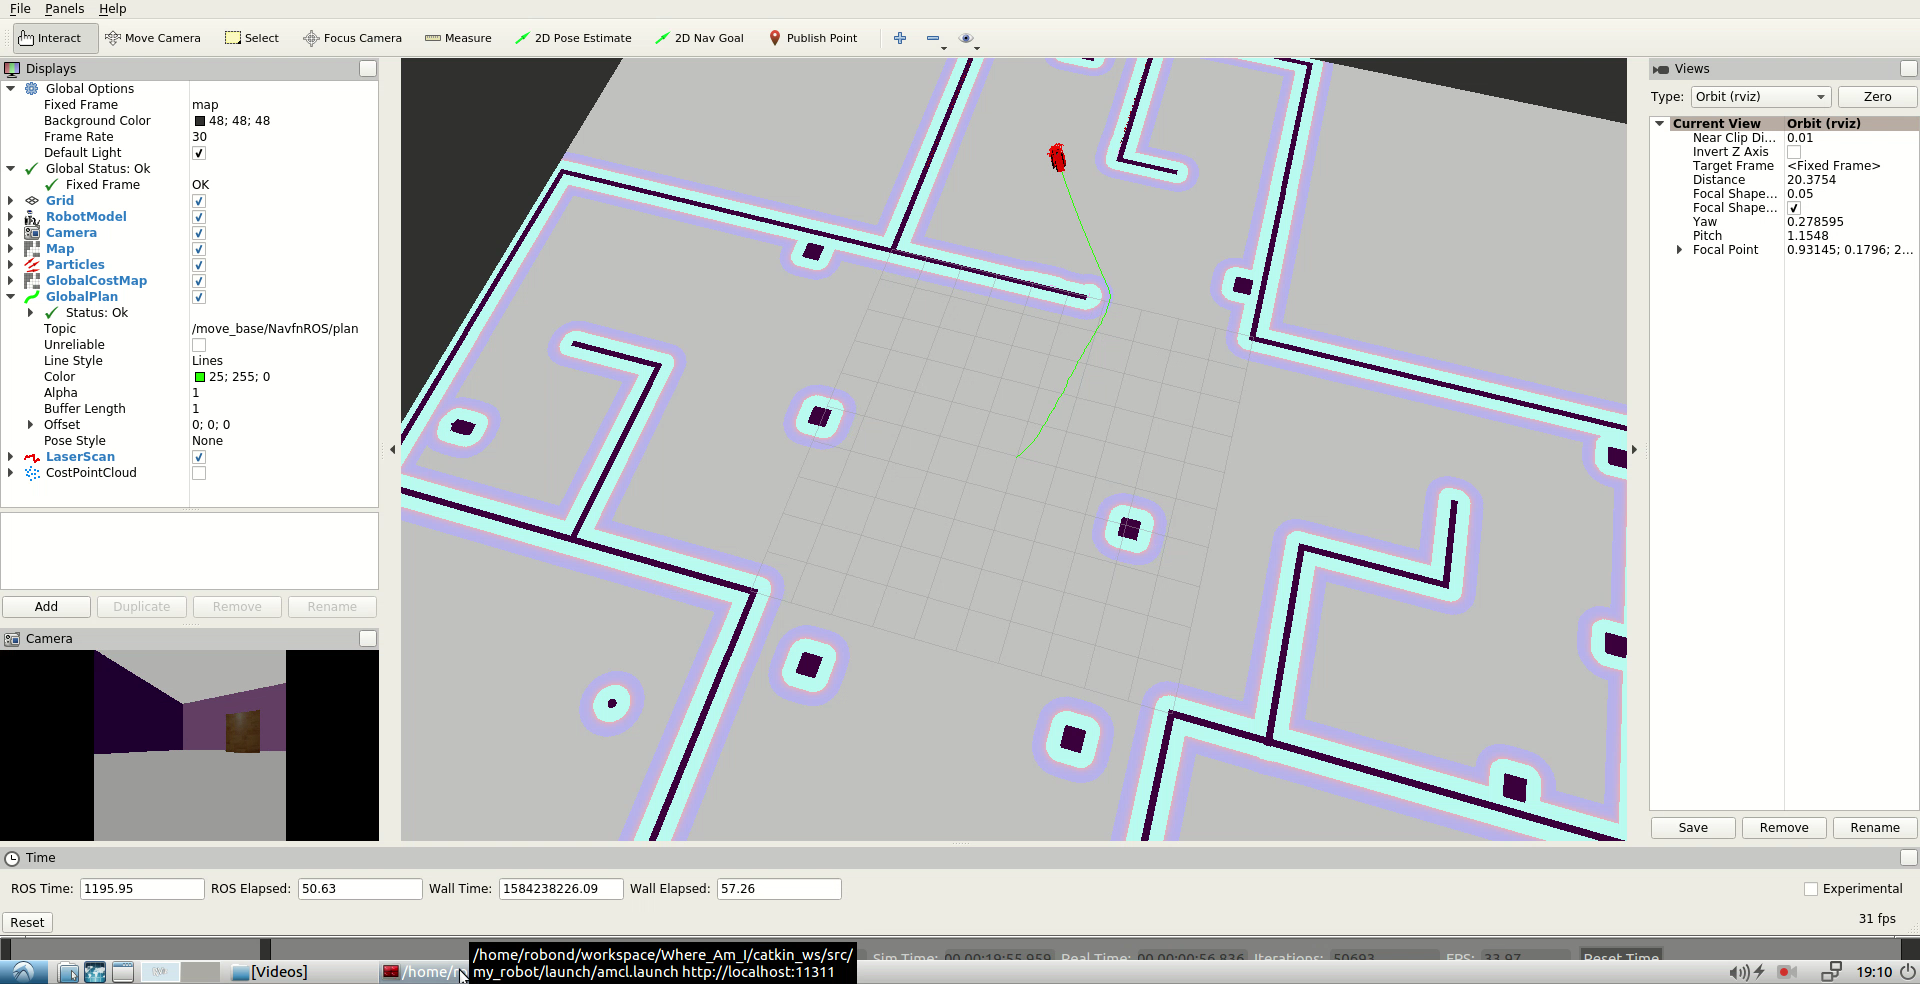 File Panels Help
Interact Move Camera Select Focus Camera Measure 2D Pose Estimate 2D Nav Goal Publish Point
Displays
Global Options
Fixed Frame map
Background Color 48; 48; 48
Frame Rate 30
Default Light
Global Status: Ok
Fixed Frame OK
Grid
RobotModel
Camera
Map
Particles
GlobalCostMap
GlobalPlan
Status: Ok
Topic /move_base/NavfnROS/plan
Unreliable
Line Style Lines
Color 25; 255; 0
Alpha 1
Buffer Length 1
Offset 0; 0; 0
Pose Style None
LaserScan
CostPointCloud
Add Duplicate Remove Rename
Camera
Views
Type: Orbit (rviz) Zero
Current View Orbit (rviz)
Near Clip Di... 0.01
Invert Z Axis
Target Frame <Fixed Frame>
Distance 20.3754
Focal Shape... 0.05
Focal Shape...
Yaw 0.278595
Pitch 1.1548
Focal Point 0.93145; 0.1796; 2...
Save Remove Rename
Time
ROS Time: 1195.95 ROS Elapsed: 50.63 Wall Time: 1584238226.09 Wall Elapsed: 57.26 Experimental
Reset 31 fps
/home/robond/workspace/Where_Am_I/catkin_ws/src/
my_robot/launch/amcl.launch http://localhost:11311
Sim Time: 00 00:19:55.959 Real Time: 00 00:00:56.836 Iterations: 50693 FPS: 33.97 Reset Time
[Videos] /home/r 19:10